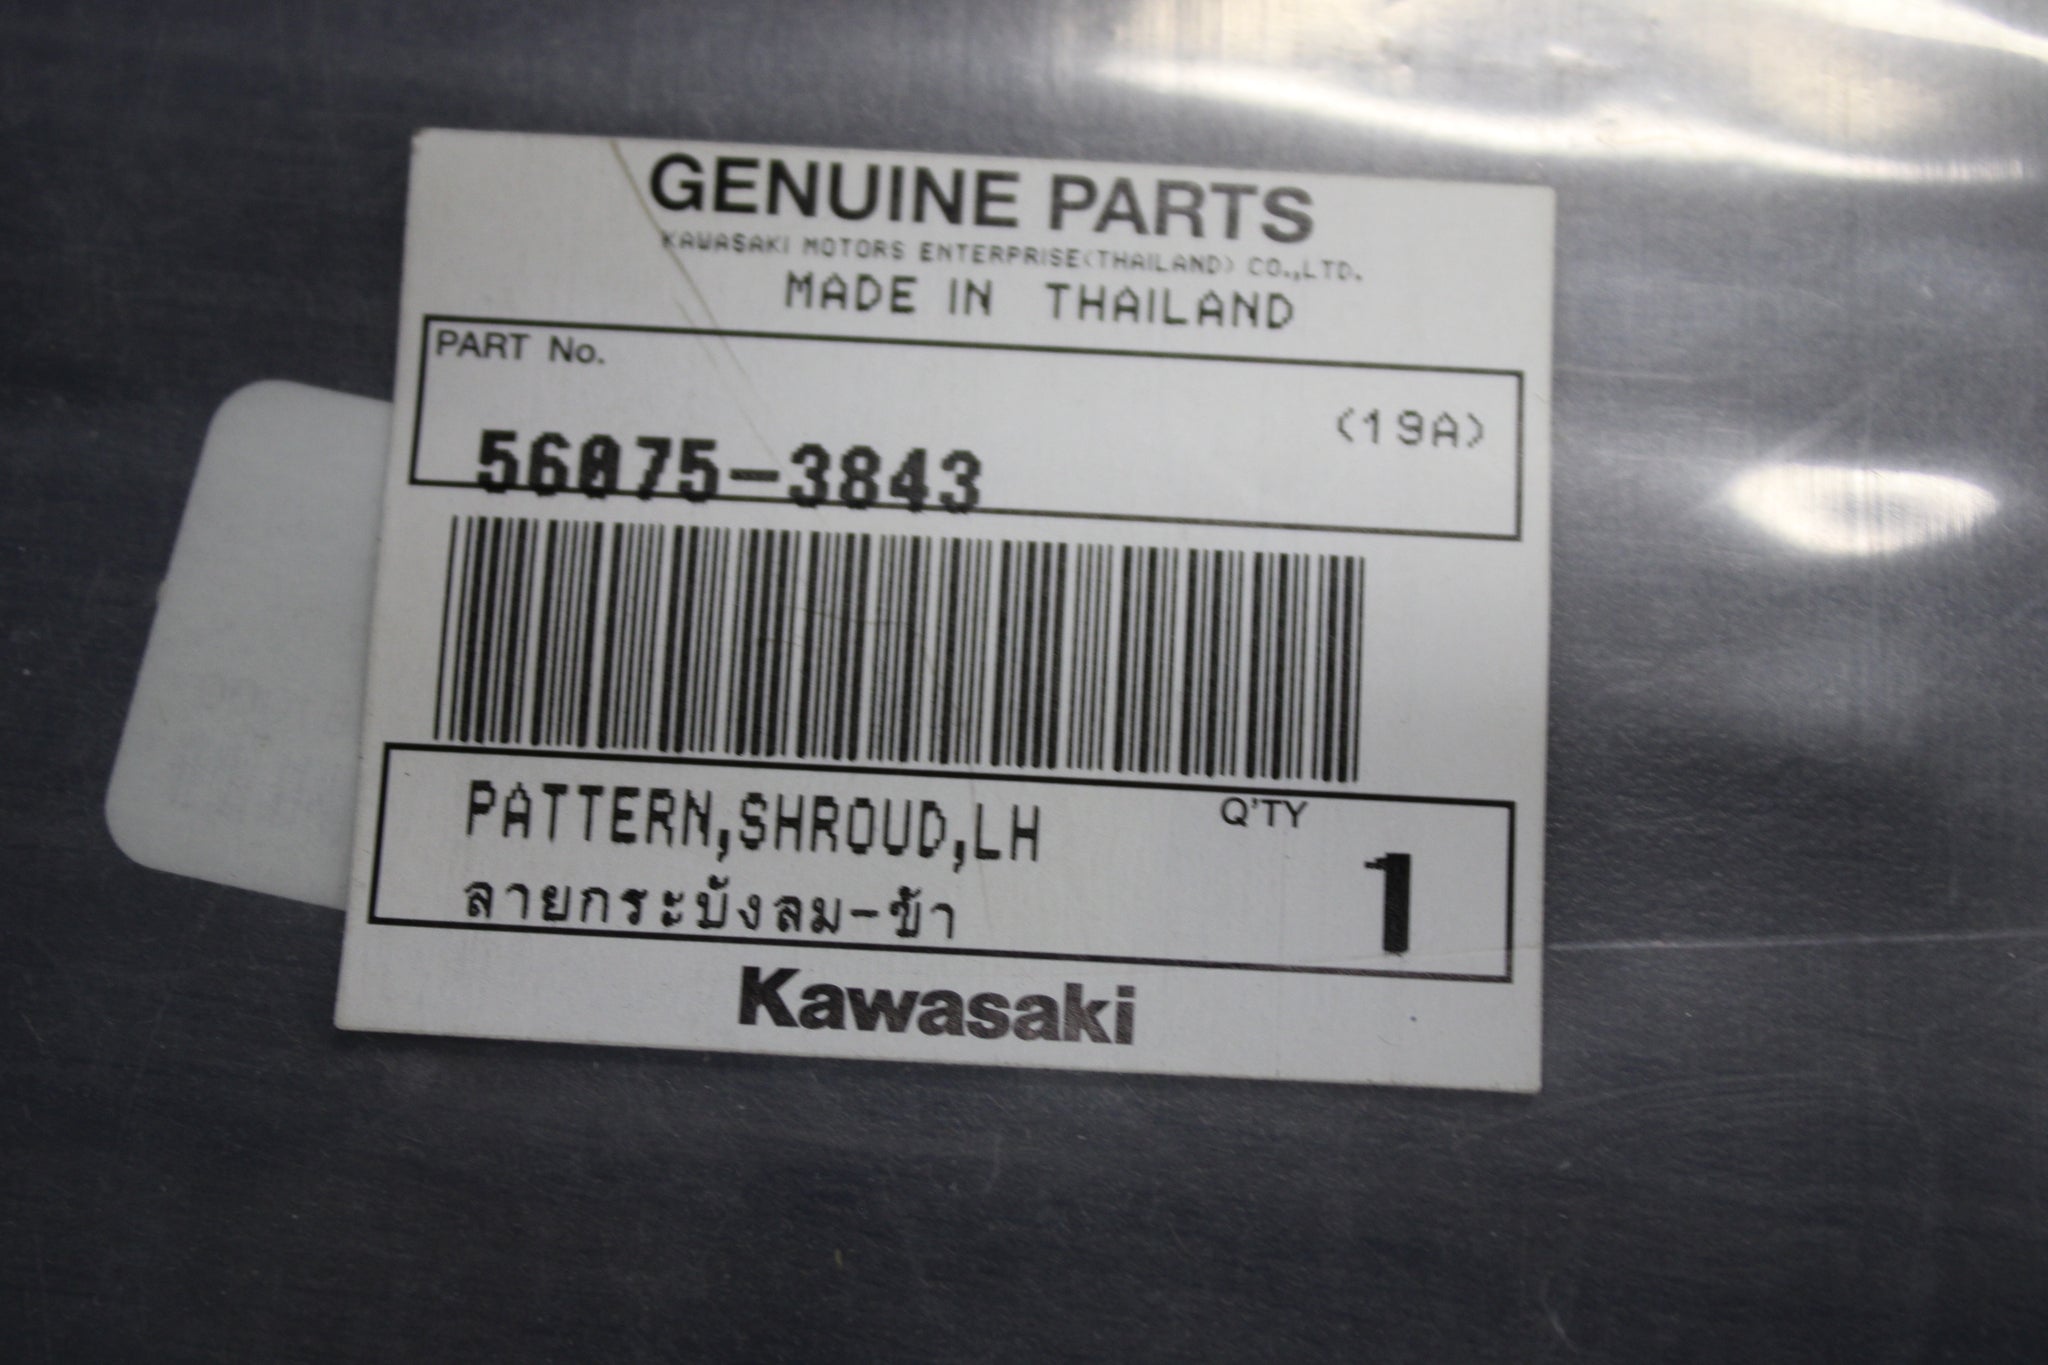 GENUINE PARTS
KAWASAKI MOTORS ENTERPRISE(THAILAND) CO.,LTD.
MADE IN THAILAND
PART No.
(19A)
56075-3843
PATTERN,SHROUD,LH
Q'TY
1
ลายกระบังลม-ซ้า
Kawasaki